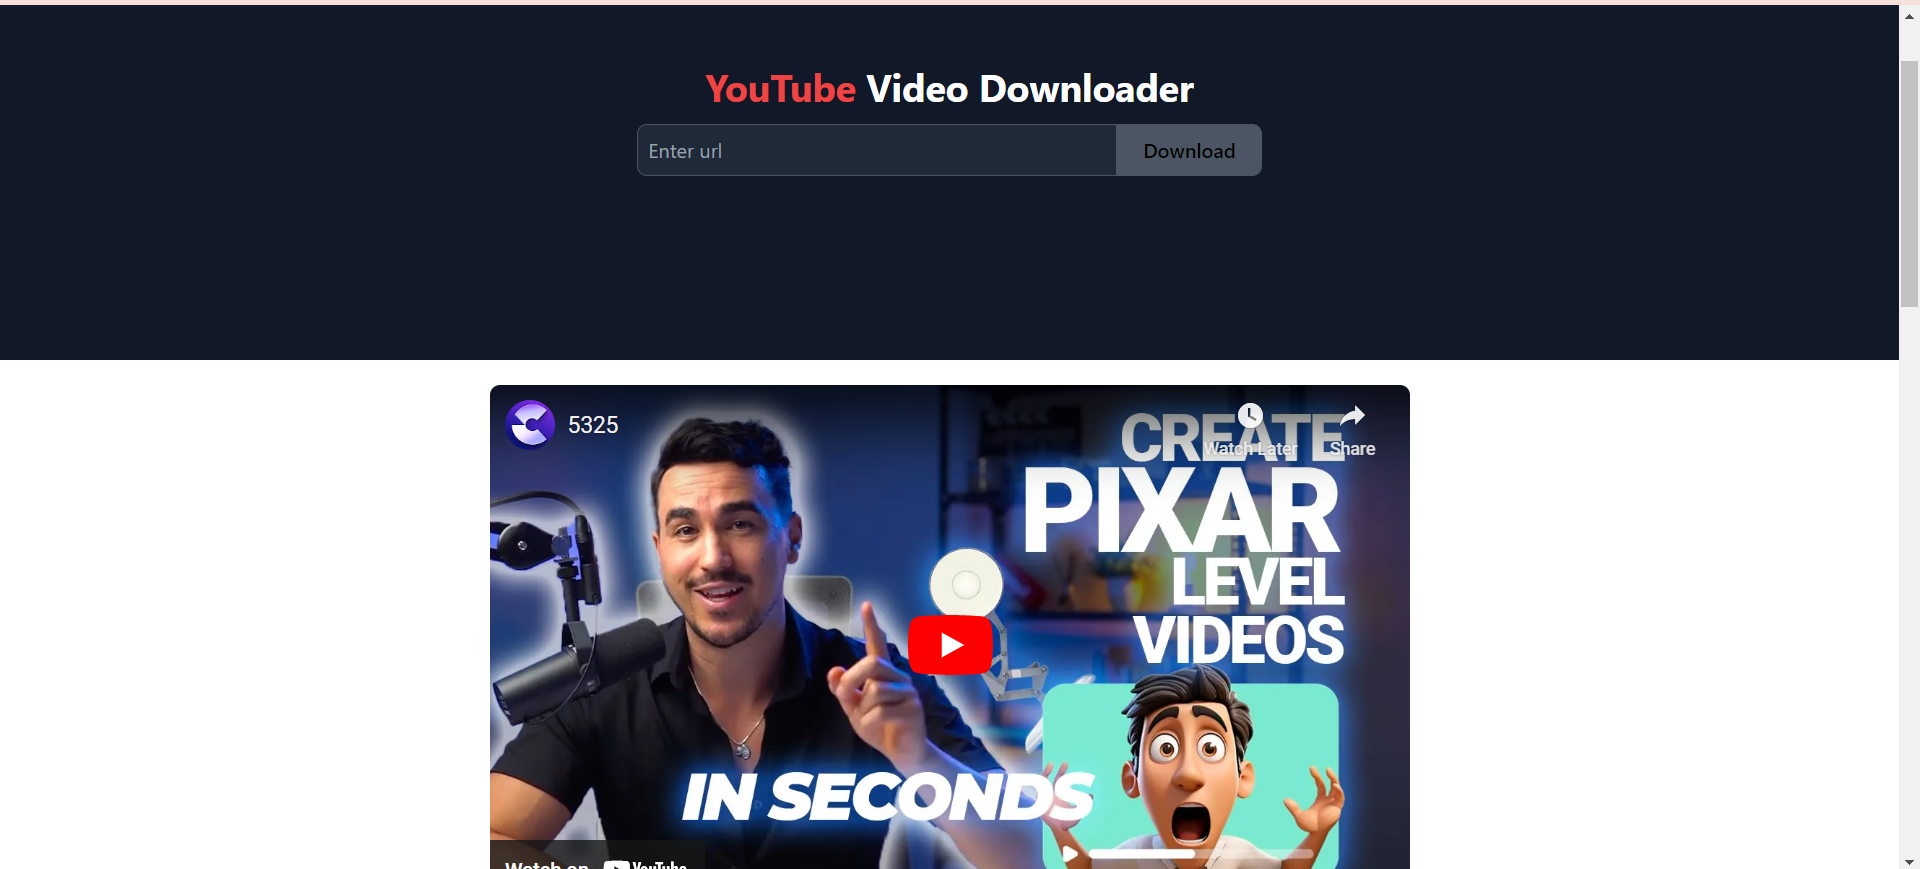 YouTube Video Downloader
Enter url
Download
5325
Watch Later
Share
CREATE
PIXAR
LEVEL
VIDEOS
IN SECONDS
Watch on YouTube